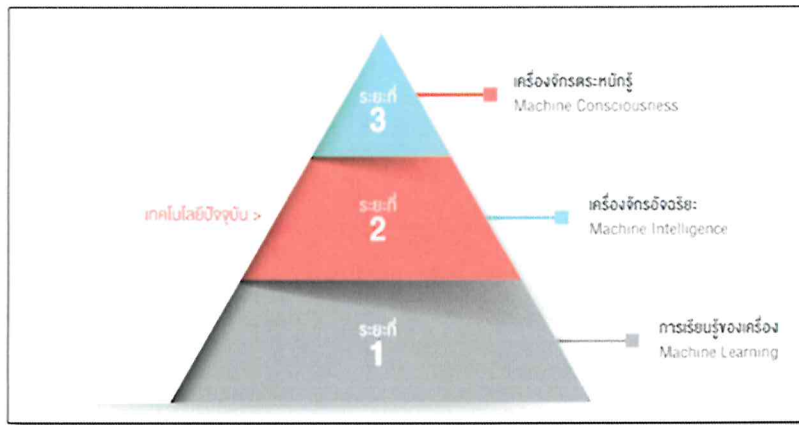 ระยะที่
3
เครื่องจักรตระหนักรู้
Machine Consciousness
เทคโนโลยีปัจจุบัน >
ระยะที่
2
เครื่องจักรอัจฉริยะ
Machine Intelligence
ระยะที่
1
การเรียนรู้ของเครื่อง
Machine Learning